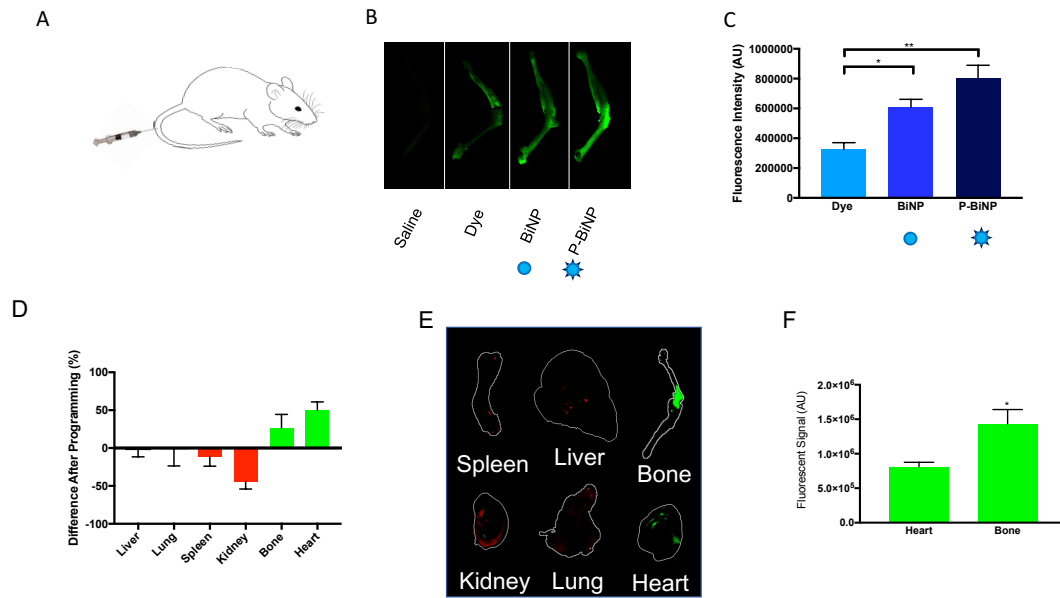 A
B
Saline
Dye
BiNP
P-BiNP
C
Fluorescence Intensity (AU)
1000000
800000
600000
400000
200000
0
**
*
Dye
BiNP
P-BiNP
D
Difference After Programming (%)
100
50
0
-50
-100
Liver
Lung
Spleen
Kidney
Bone
Heart
E
Spleen
Liver
Bone
Kidney
Lung
Heart
F
Fluorescent Signal (AU)
2.0×10⁶
1.5×10⁶
1.0×10⁶
5.0×10⁵
0.0
*
Heart
Bone